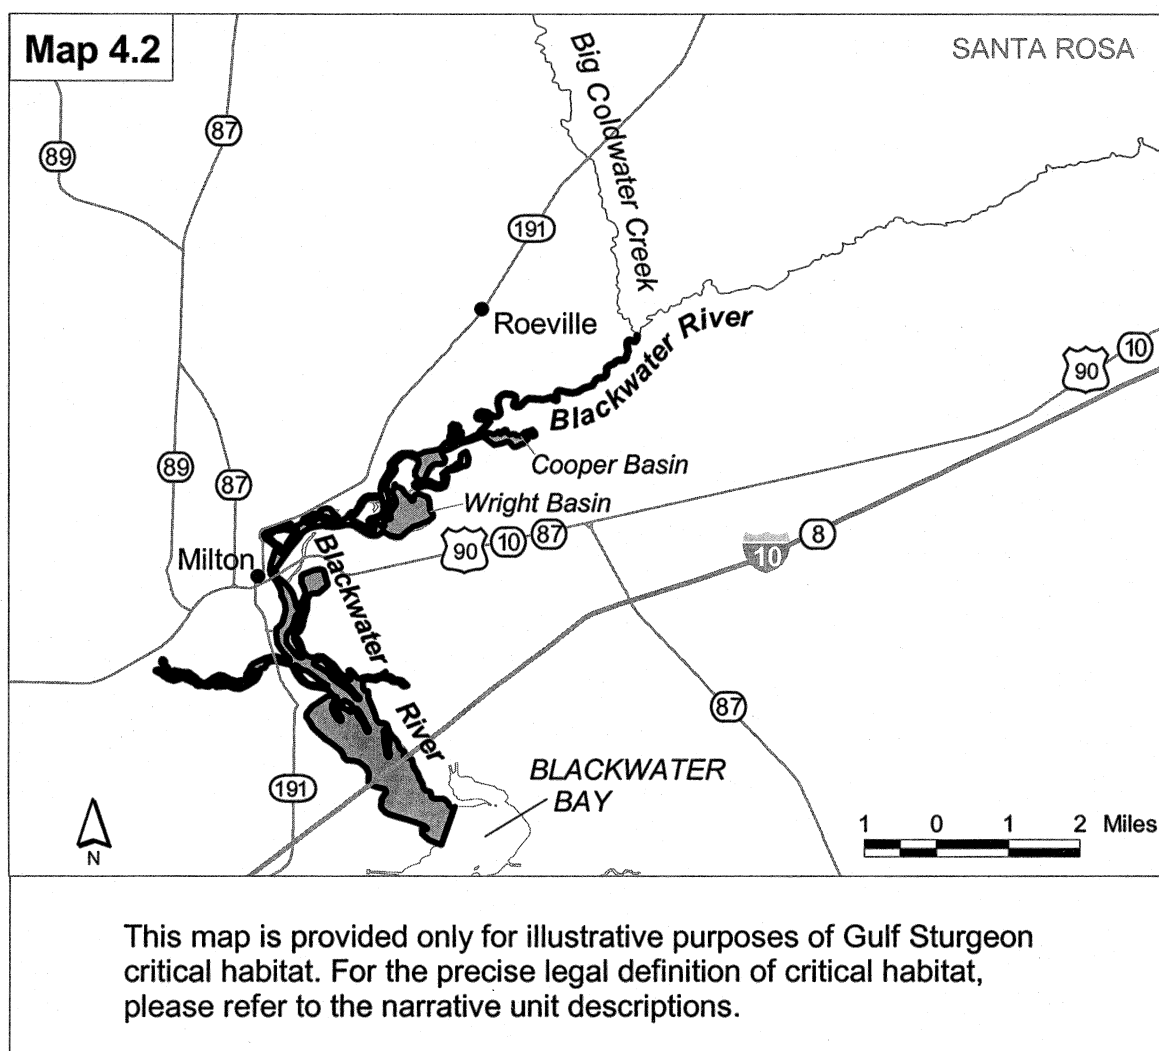 Map 4.2
SANTA ROSA
Big Coldwater Creek
87
89
191
Roeville
Blackwater River
10
90
Cooper Basin
89
87
Wright Basin
90
10
87
8
10
Milton
Blackwater River
87
191
BLACKWATER
BAY
N
1 0 1 2 Miles
This map is provided only for illustrative purposes of Gulf Sturgeon
critical habitat. For the precise legal definition of critical habitat,
please refer to the narrative unit descriptions.